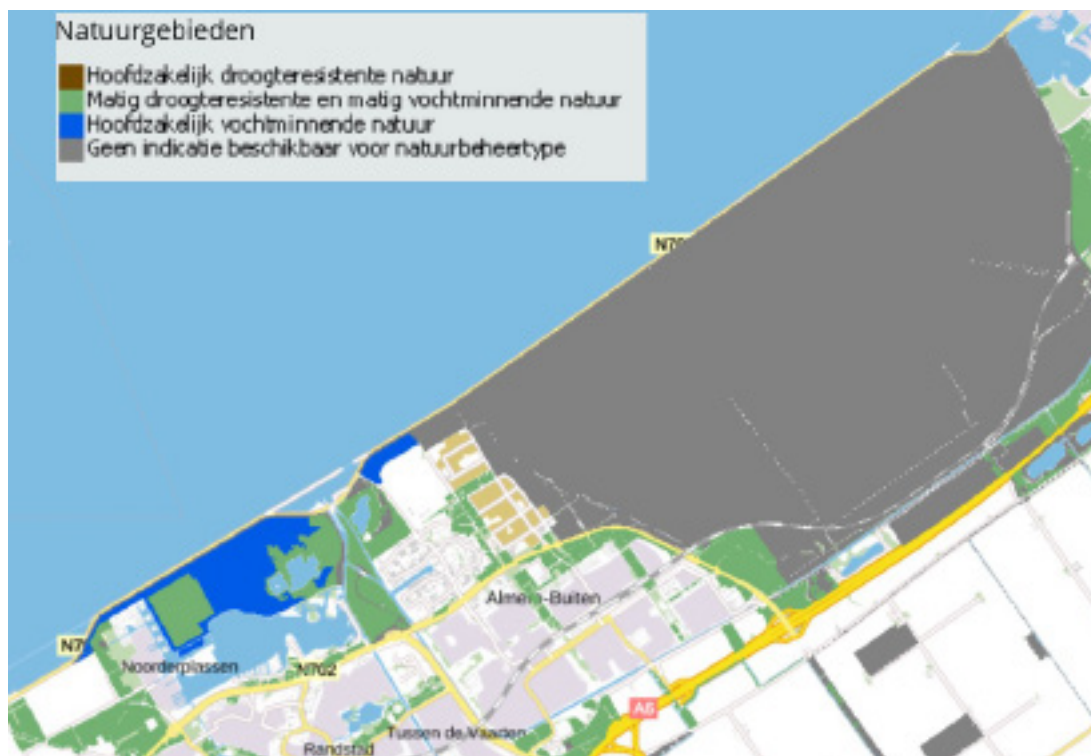 Natuurgebieden
Hoofdzakelijk droogteresistente natuur
Matig droogteresistente en matig vochtminnende natuur
Hoofdzakelijk vochtminnende natuur
Geen indicatie beschikbaar voor natuurbeheertype
Almere-Buiten
Noorderplassen
N702
A6
Tussen de Vaarten
Randstad